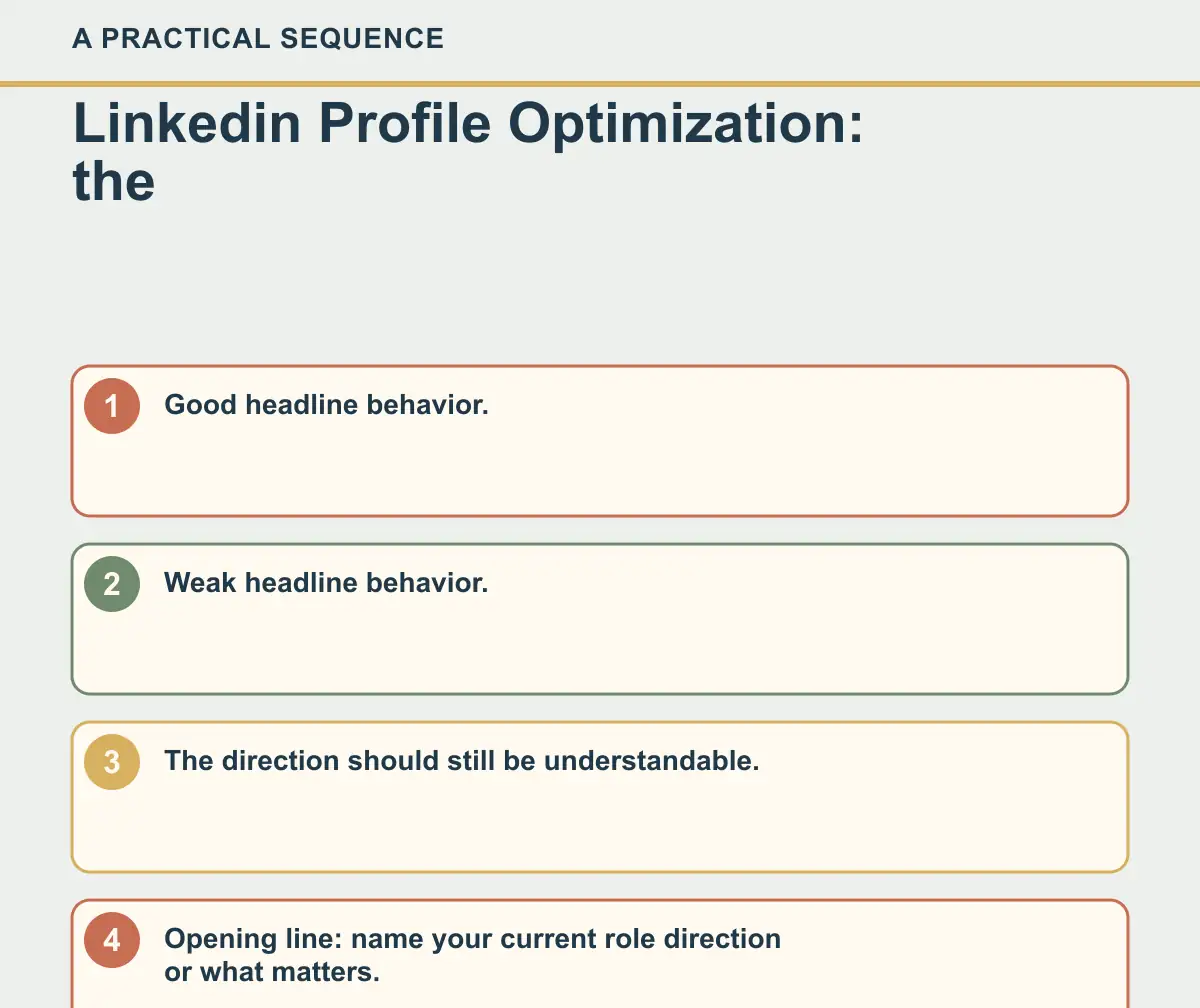 A PRACTICAL SEQUENCE
Linkedin Profile Optimization:
the
1
Good headline behavior.
2
Weak headline behavior.
3
The direction should still be understandable.
4
Opening line: name your current role direction
or what matters.